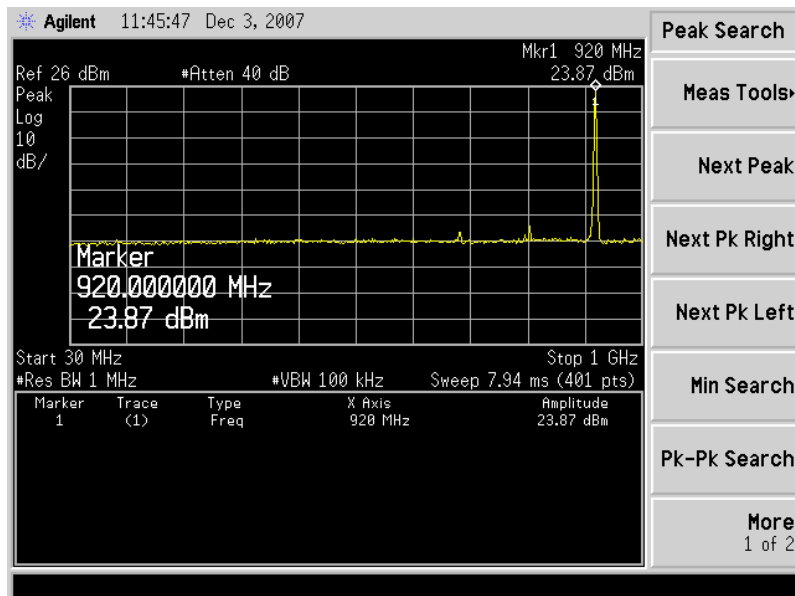 Agilent 11:45:47 Dec 3, 2007
Peak Search
Mkr1 920 MHz
Ref 26 dBm #Atten 40 dB 23.87 dBm
Peak
Log
10
dB/
1
Marker
920.000000 MHz
23.87 dBm
Start 30 MHz Stop 1 GHz
#Res BW 1 MHz #VBW 100 kHz Sweep 7.94 ms (401 pts)
Marker Trace Type X Axis Amplitude
1 (1) Freq 920 MHz 23.87 dBm
Meas Tools
Next Peak
Next Pk Right
Next Pk Left
Min Search
Pk-Pk Search
More
1 of 2